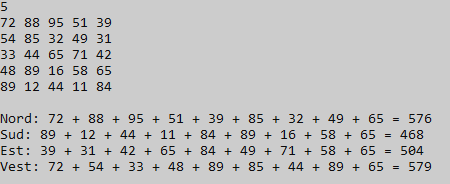 5
72 88 95 51 39
54 85 32 49 31
33 44 65 71 42
48 89 16 58 65
89 12 44 11 84
Nord: 72 + 88 + 95 + 51 + 39 + 85 + 32 + 49 + 65 = 576
Sud: 89 + 12 + 44 + 11 + 84 + 89 + 16 + 58 + 65 = 468
Est: 39 + 31 + 42 + 65 + 84 + 49 + 71 + 58 + 65 = 504
Vest: 72 + 54 + 33 + 48 + 89 + 85 + 44 + 89 + 65 = 579